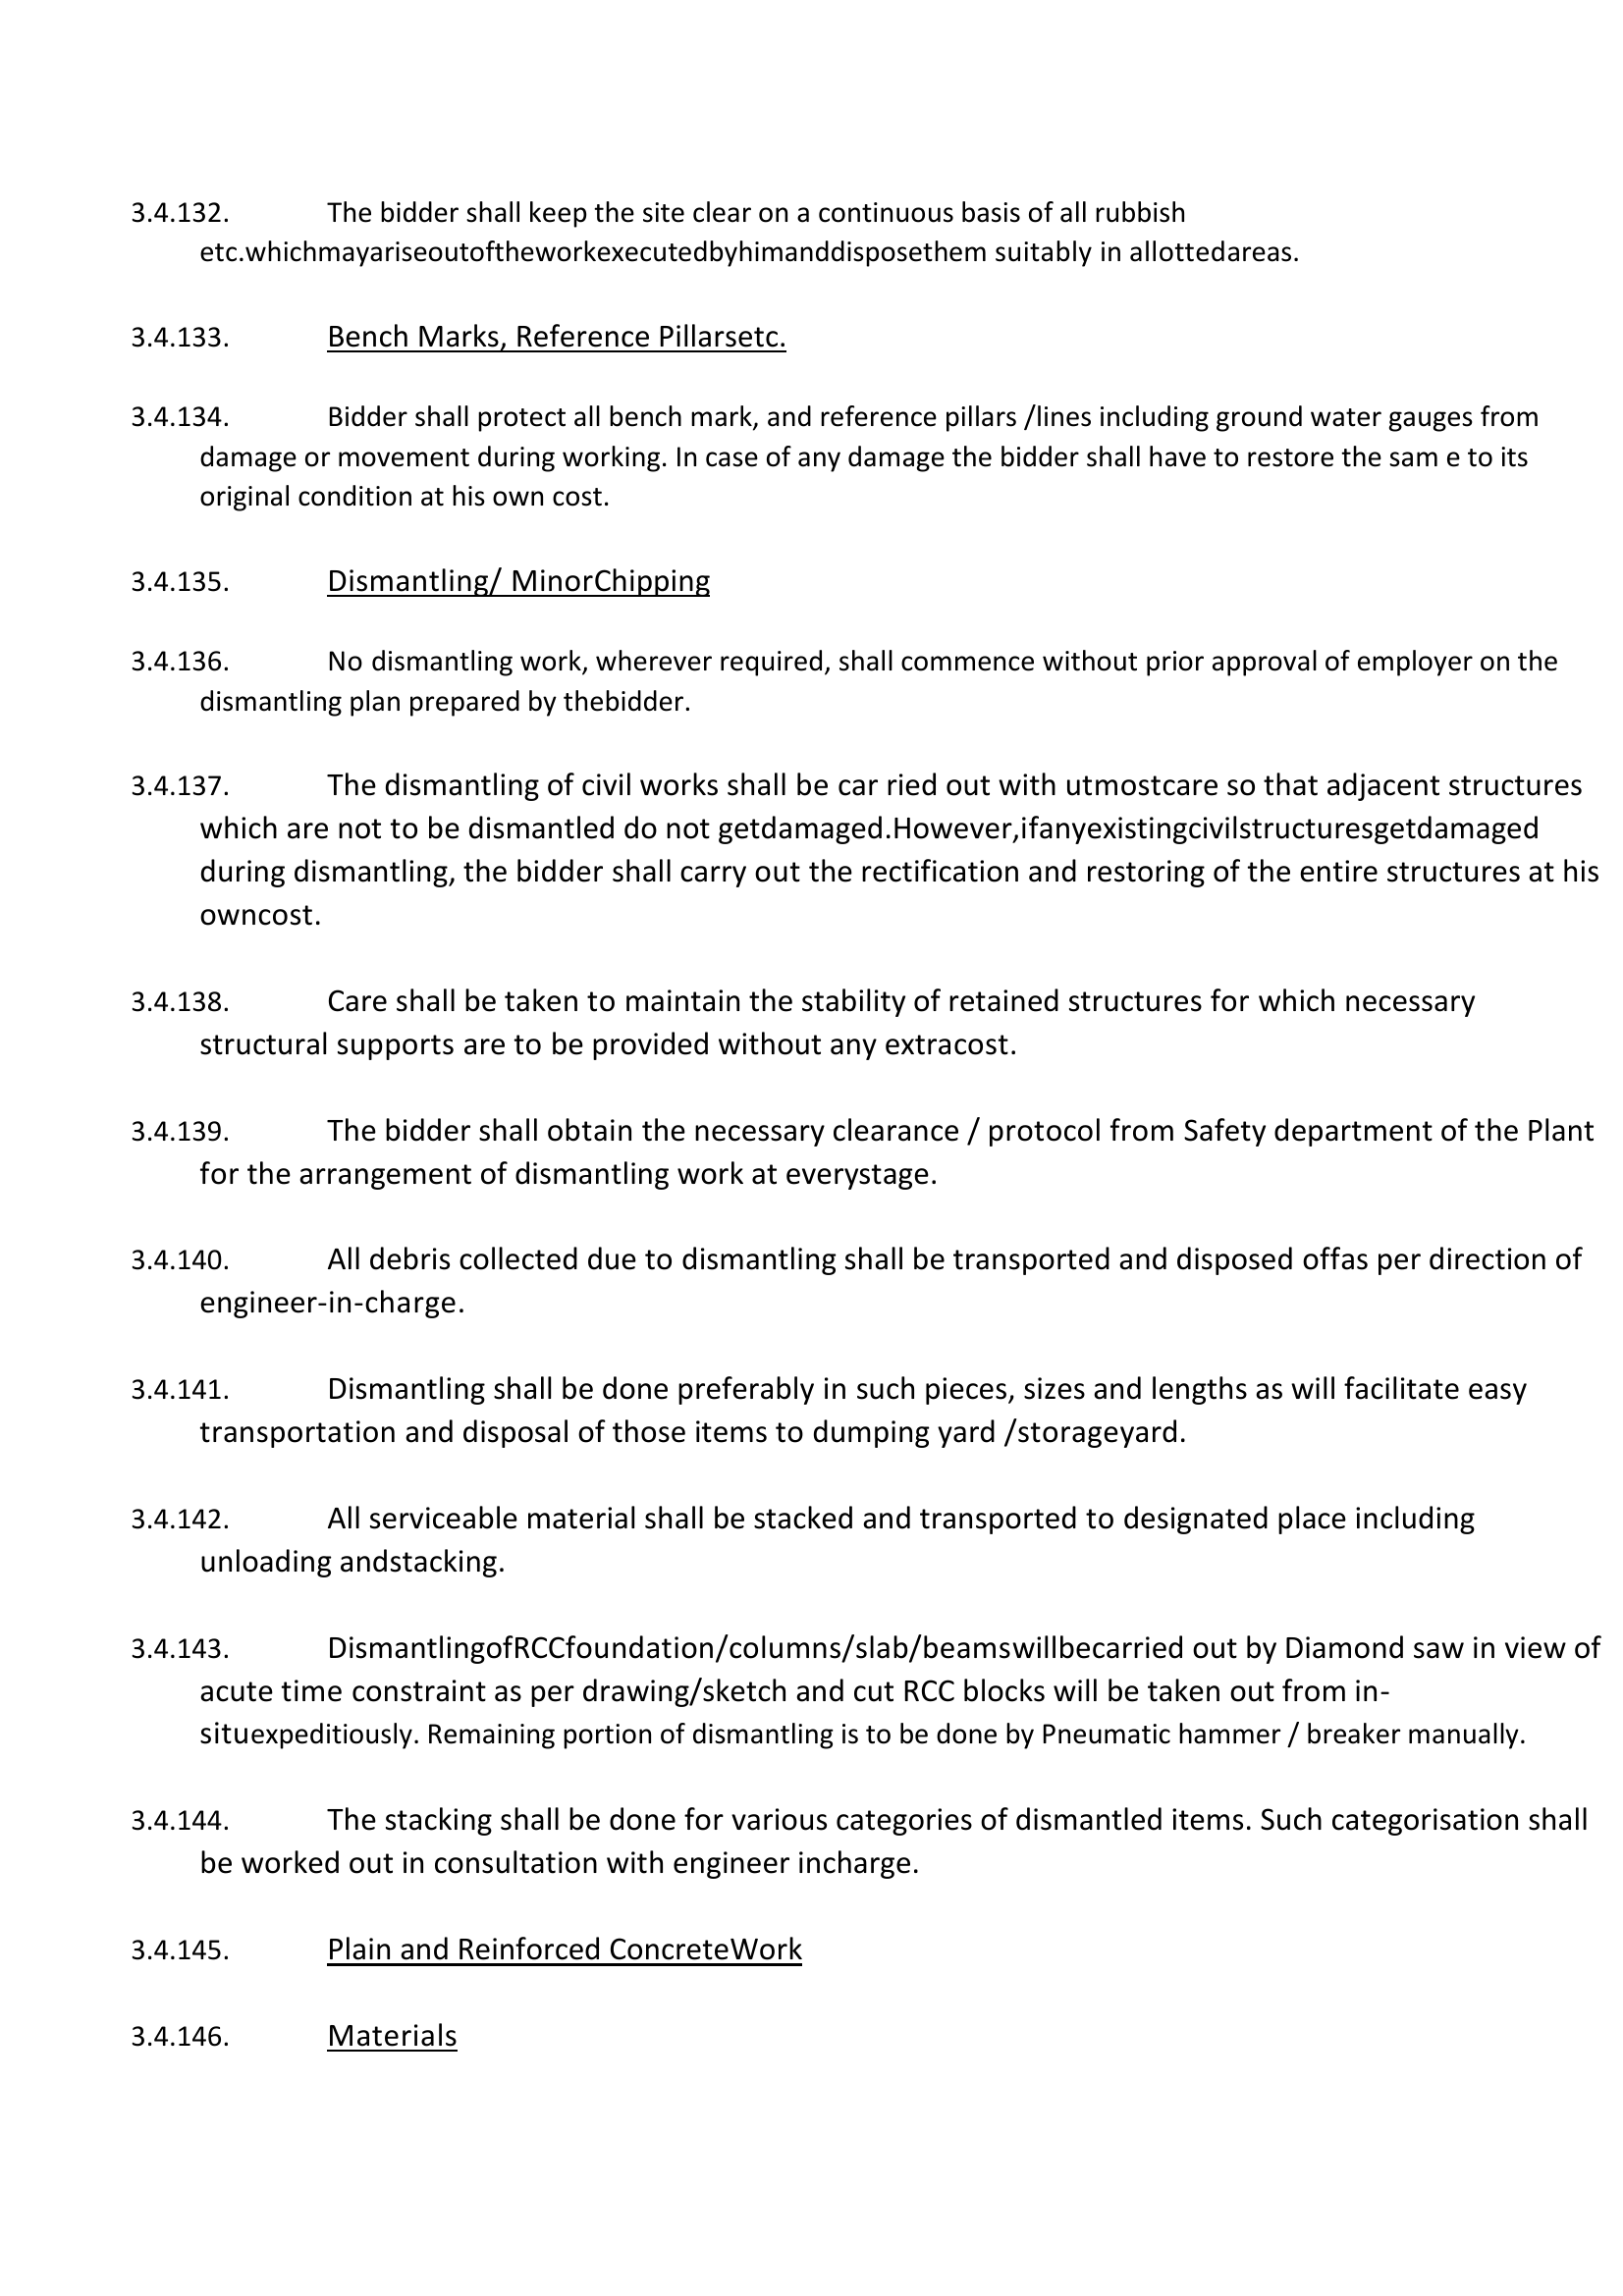 3.4.132. The bidder shall keep the site clear on a continuous basis of all rubbish
etc.whichmayariseoutoftheworkexecutedbyhimanddisposethem suitably in allottedareas.
3.4.133. Bench Marks, Reference Pillarsetc.
3.4.134. Bidder shall protect all bench mark, and reference pillars /lines including ground water gauges from
damage or movement during working. In case of any damage the bidder shall have to restore the sam e to its
original condition at his own cost.
3.4.135. Dismantling/ MinorChipping
3.4.136. No dismantling work, wherever required, shall commence without prior approval of employer on the
dismantling plan prepared by thebidder.
3.4.137. The dismantling of civil works shall be car ried out with utmostcare so that adjacent structures
which are not to be dismantled do not getdamaged.However,ifanyexistingcivilstructuresgetdamaged
during dismantling, the bidder shall carry out the rectification and restoring of the entire structures at his
owncost.
3.4.138. Care shall be taken to maintain the stability of retained structures for which necessary
structural supports are to be provided without any extracost.
3.4.139. The bidder shall obtain the necessary clearance / protocol from Safety department of the Plant
for the arrangement of dismantling work at everystage.
3.4.140. All debris collected due to dismantling shall be transported and disposed offas per direction of
engineer-in-charge.
3.4.141. Dismantling shall be done preferably in such pieces, sizes and lengths as will facilitate easy
transportation and disposal of those items to dumping yard /storageyard.
3.4.142. All serviceable material shall be stacked and transported to designated place including
unloading andstacking.
3.4.143. DismantlingofRCCfoundation/columns/slab/beamswillbecarried out by Diamond saw in view of
acute time constraint as per drawing/sketch and cut RCC blocks will be taken out from in-
situexpeditiously. Remaining portion of dismantling is to be done by Pneumatic hammer / breaker manually.
3.4.144. The stacking shall be done for various categories of dismantled items. Such categorisation shall
be worked out in consultation with engineer incharge.
3.4.145. Plain and Reinforced ConcreteWork
3.4.146. Materials